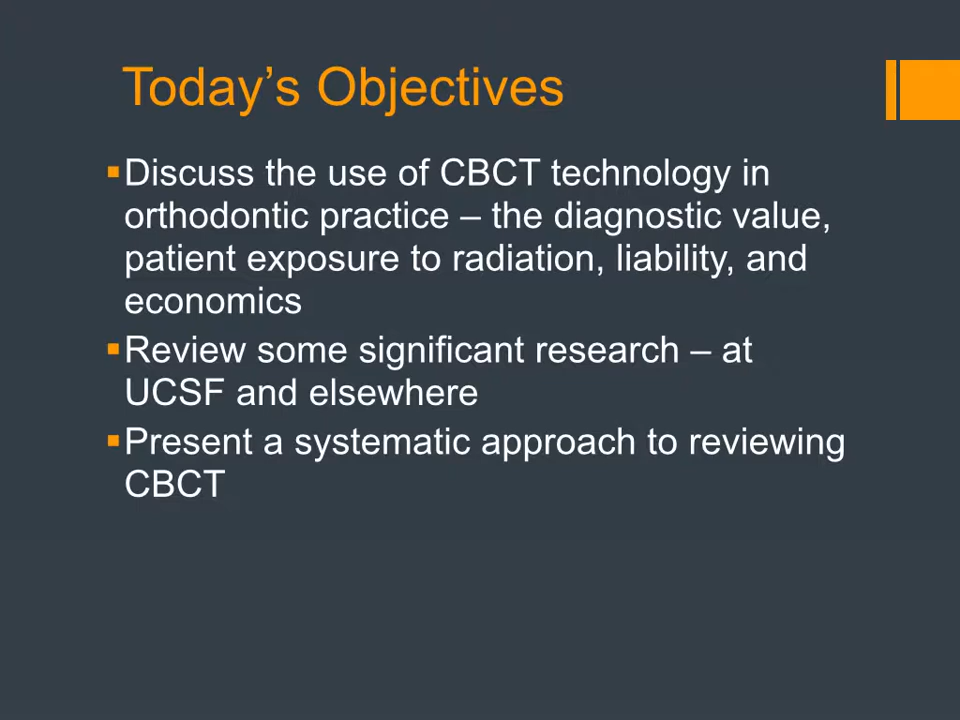 Today’s Objectives
▪Discuss the use of CBCT technology in
orthodontic practice – the diagnostic value,
patient exposure to radiation, liability, and
economics
▪Review some significant research – at
UCSF and elsewhere
▪Present a systematic approach to reviewing
CBCT